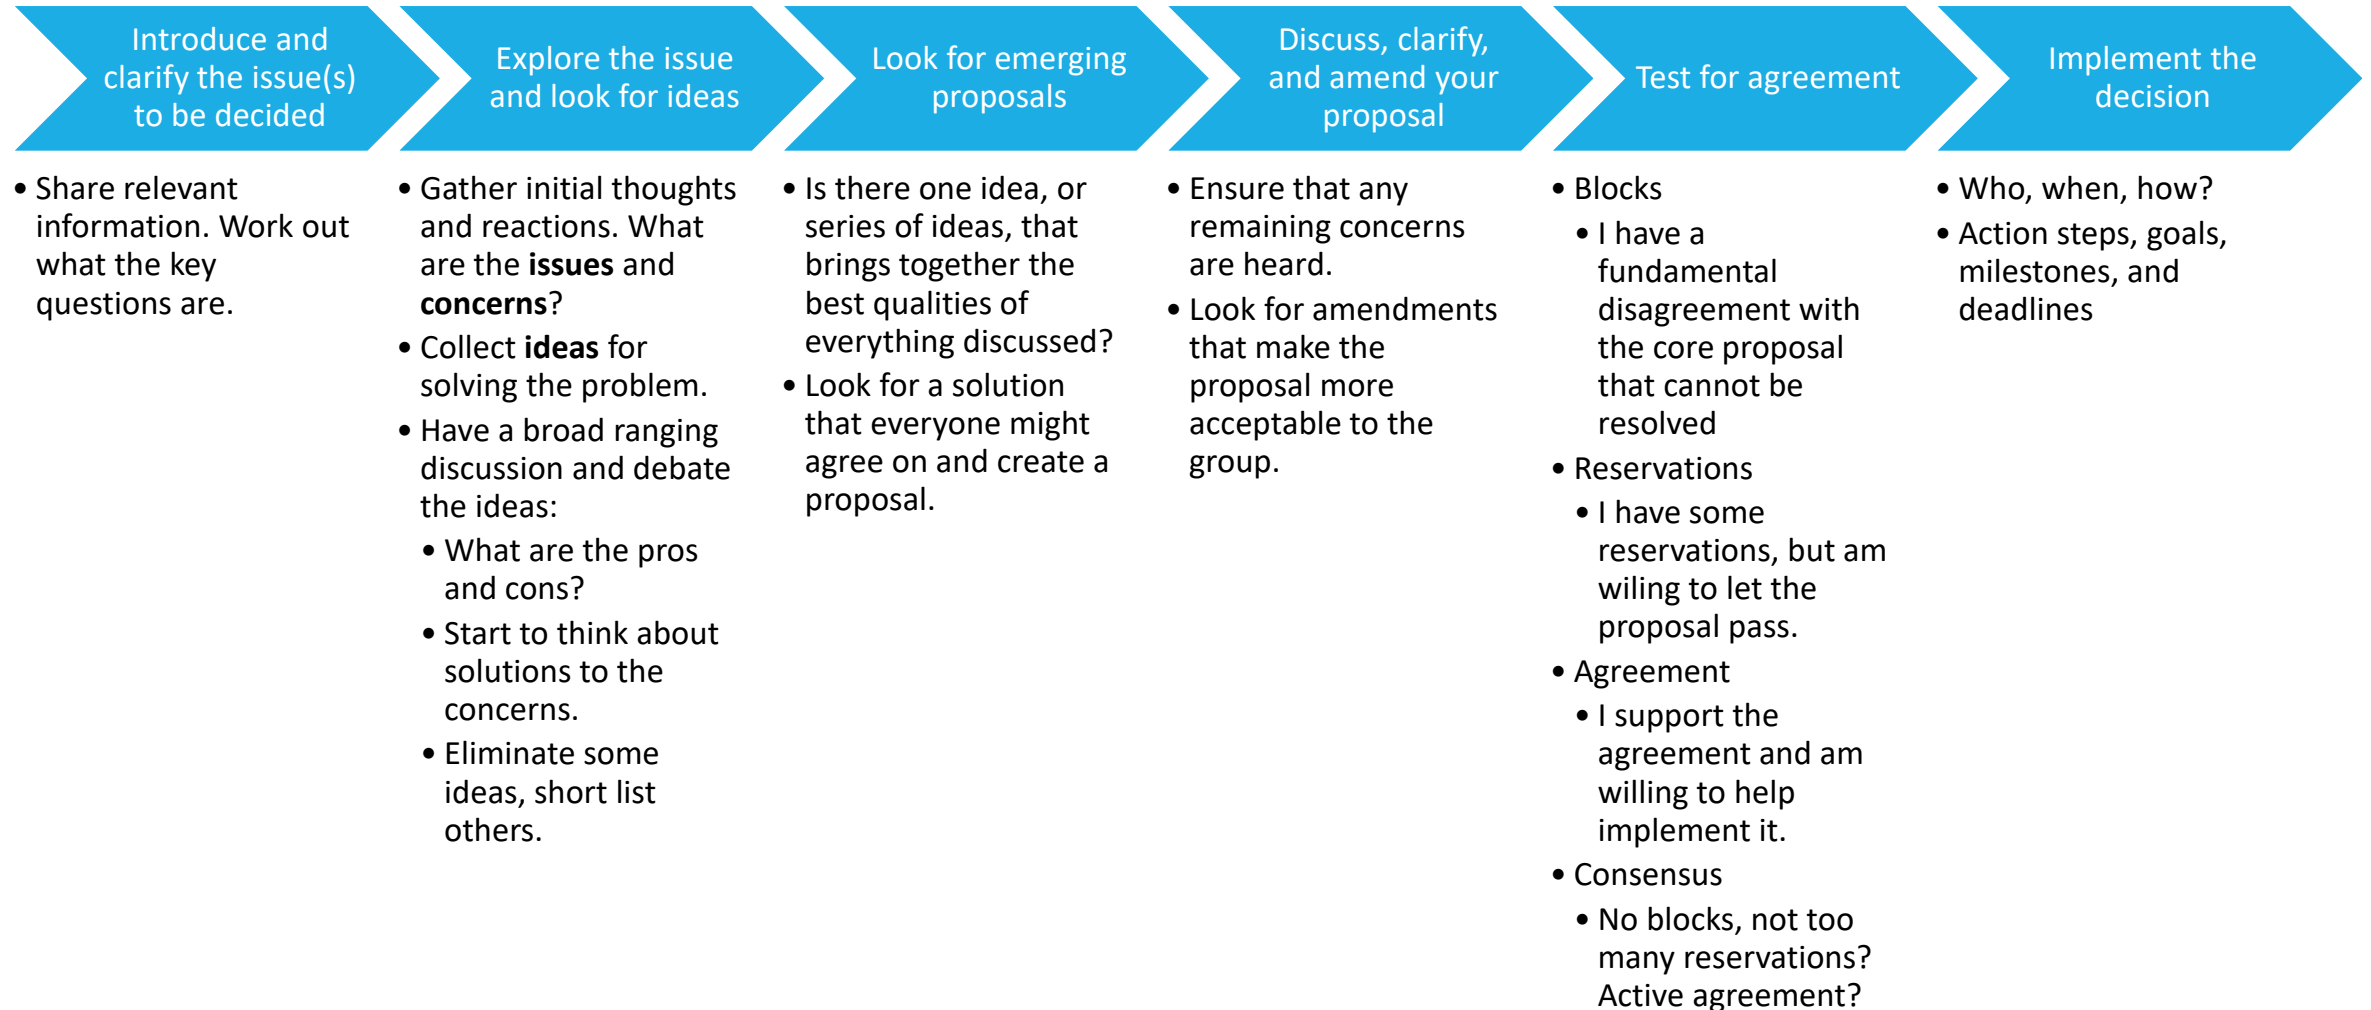 Introduce and
clarify the issue(s)
to be decided
• Share relevant
information. Work out
what the key
questions are.
Explore the issue
and look for ideas
• Gather initial thoughts
and reactions. What
are the issues and
concerns?
• Collect ideas for
solving the problem.
• Have a broad ranging
discussion and debate
the ideas:
• What are the pros
and cons?
• Start to think about
solutions to the
concerns.
• Eliminate some
ideas, short list
others.
Look for emerging
proposals
• Is there one idea, or
series of ideas, that
brings together the
best qualities of
everything discussed?
• Look for a solution
that everyone might
agree on and create a
proposal.
Discuss, clarify,
and amend your
proposal
• Ensure that any
remaining concerns
are heard.
• Look for amendments
that make the
proposal more
acceptable to the
group.
Test for agreement
• Blocks
• I have a
fundamental
disagreement with
the core proposal
that cannot be
resolved
• Reservations
• I have some
reservations, but am
wiling to let the
proposal pass.
• Agreement
• I support the
agreement and am
willing to help
implement it.
• Consensus
• No blocks, not too
many reservations?
Active agreement?
Implement the
decision
• Who, when, how?
• Action steps, goals,
milestones, and
deadlines